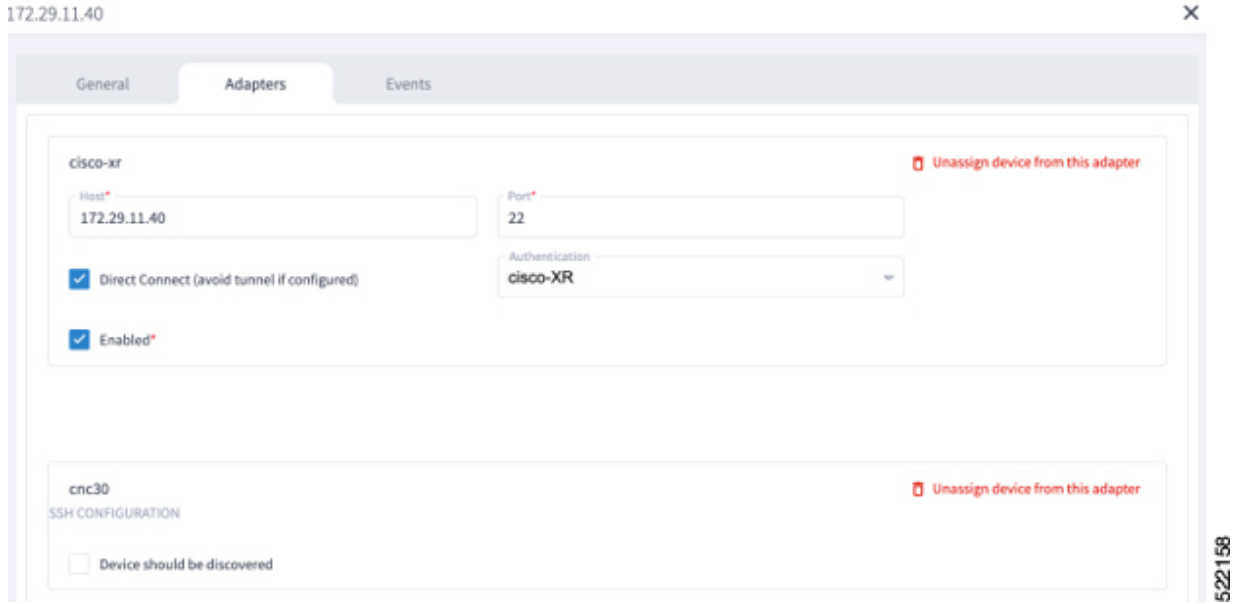 172.29.11.40
General Adapters Events
cisco-xr Unassign device from this adapter
Host* Port*
172.29.11.40 22
Authentication
Direct Connect (avoid tunnel if configured) cisco-XR
Enabled*
cnc30 Unassign device from this adapter
SSH CONFIGURATION
Device should be discovered
522158